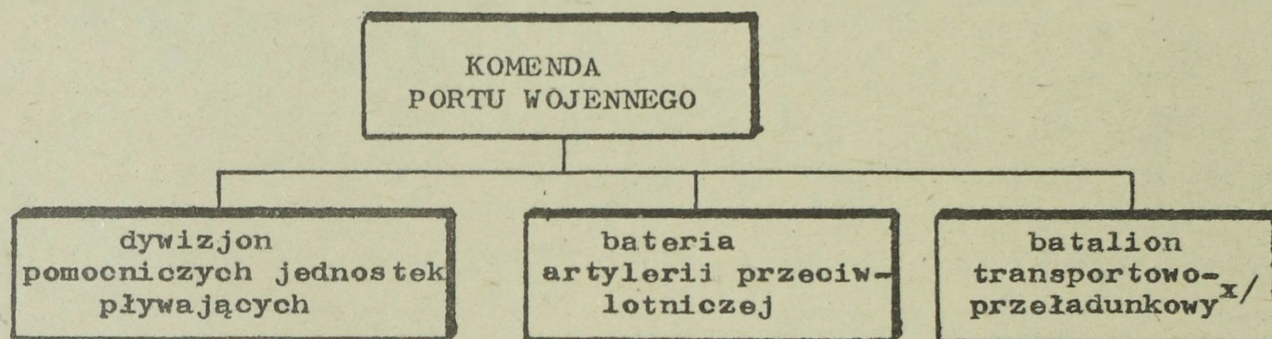 KOMENDA
PORTU WOJENNEGO
dywizjon
pomocniczych jednostek
pływających
bateria
artylerii przeciw-
lotniczej
batalion
transportowo-
przeładunkowy x/